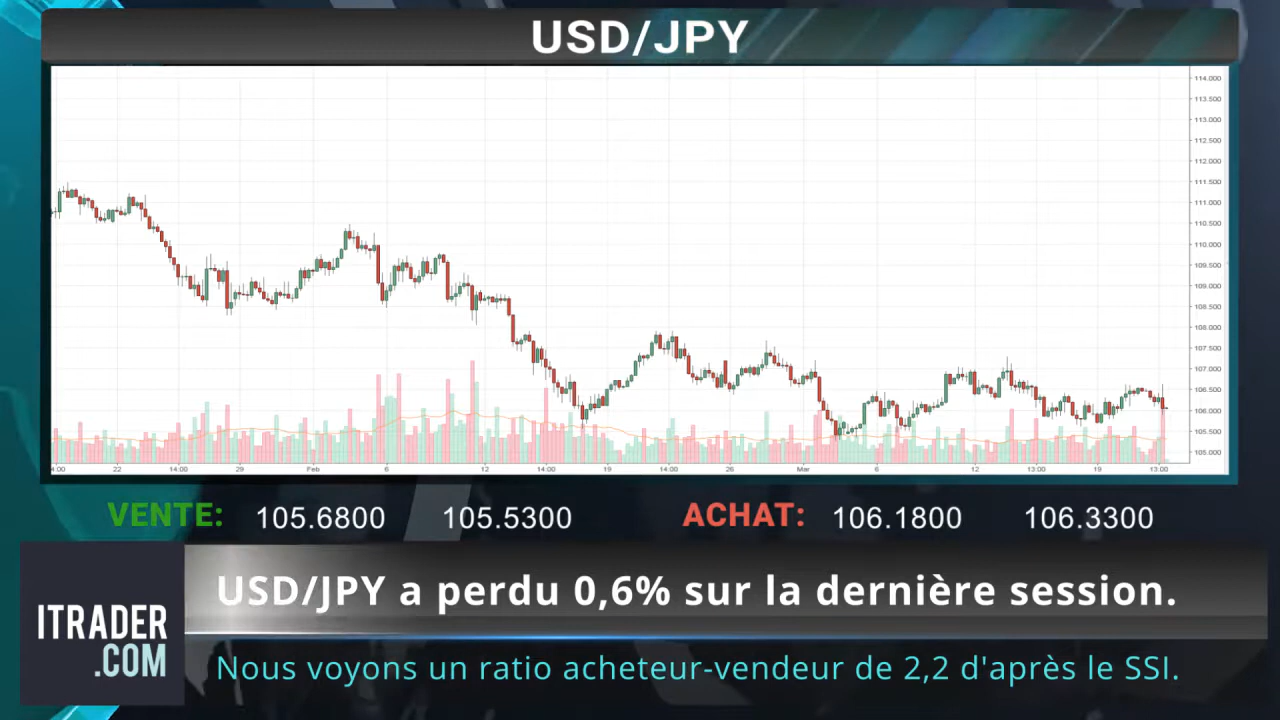 USD/JPY
114.000
113.500
113.000
112.500
112.000
111.500
111.000
110.500
110.000
109.500
109.000
108.500
108.000
107.500
107.000
106.500
106.000
105.500
105.000
4:00 22 14:00 29 Feb 6 12 14:00 19 14:00 26 Mar 6 12 13:00 19 13:00
VENTE: 105.6800 105.5300 ACHAT: 106.1800 106.3300
ITRADER
.COM
USD/JPY a perdu 0,6% sur la dernière session.
Nous voyons un ratio acheteur-vendeur de 2,2 d'après le SSI.